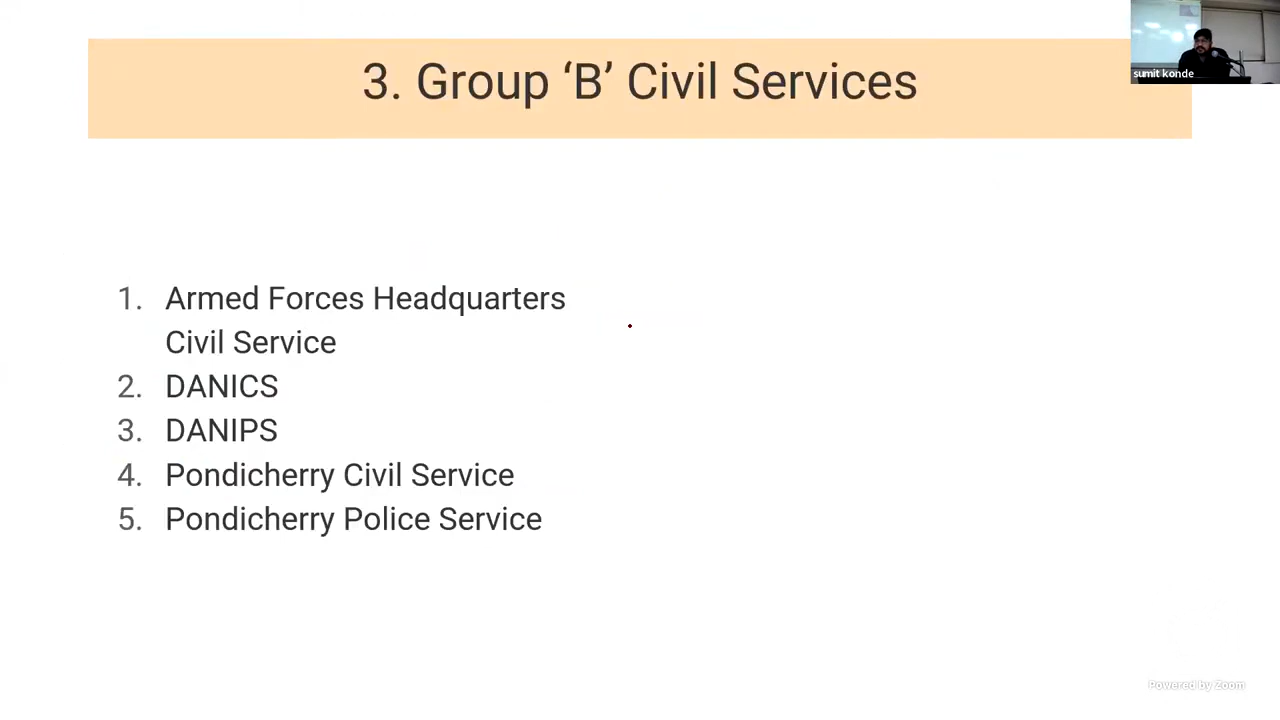 3. Group ‘B’ Civil Services
sumit konde
1. Armed Forces Headquarters
Civil Service
2. DANICS
3. DANIPS
4. Pondicherry Civil Service
5. Pondicherry Police Service
Powered by Zoom